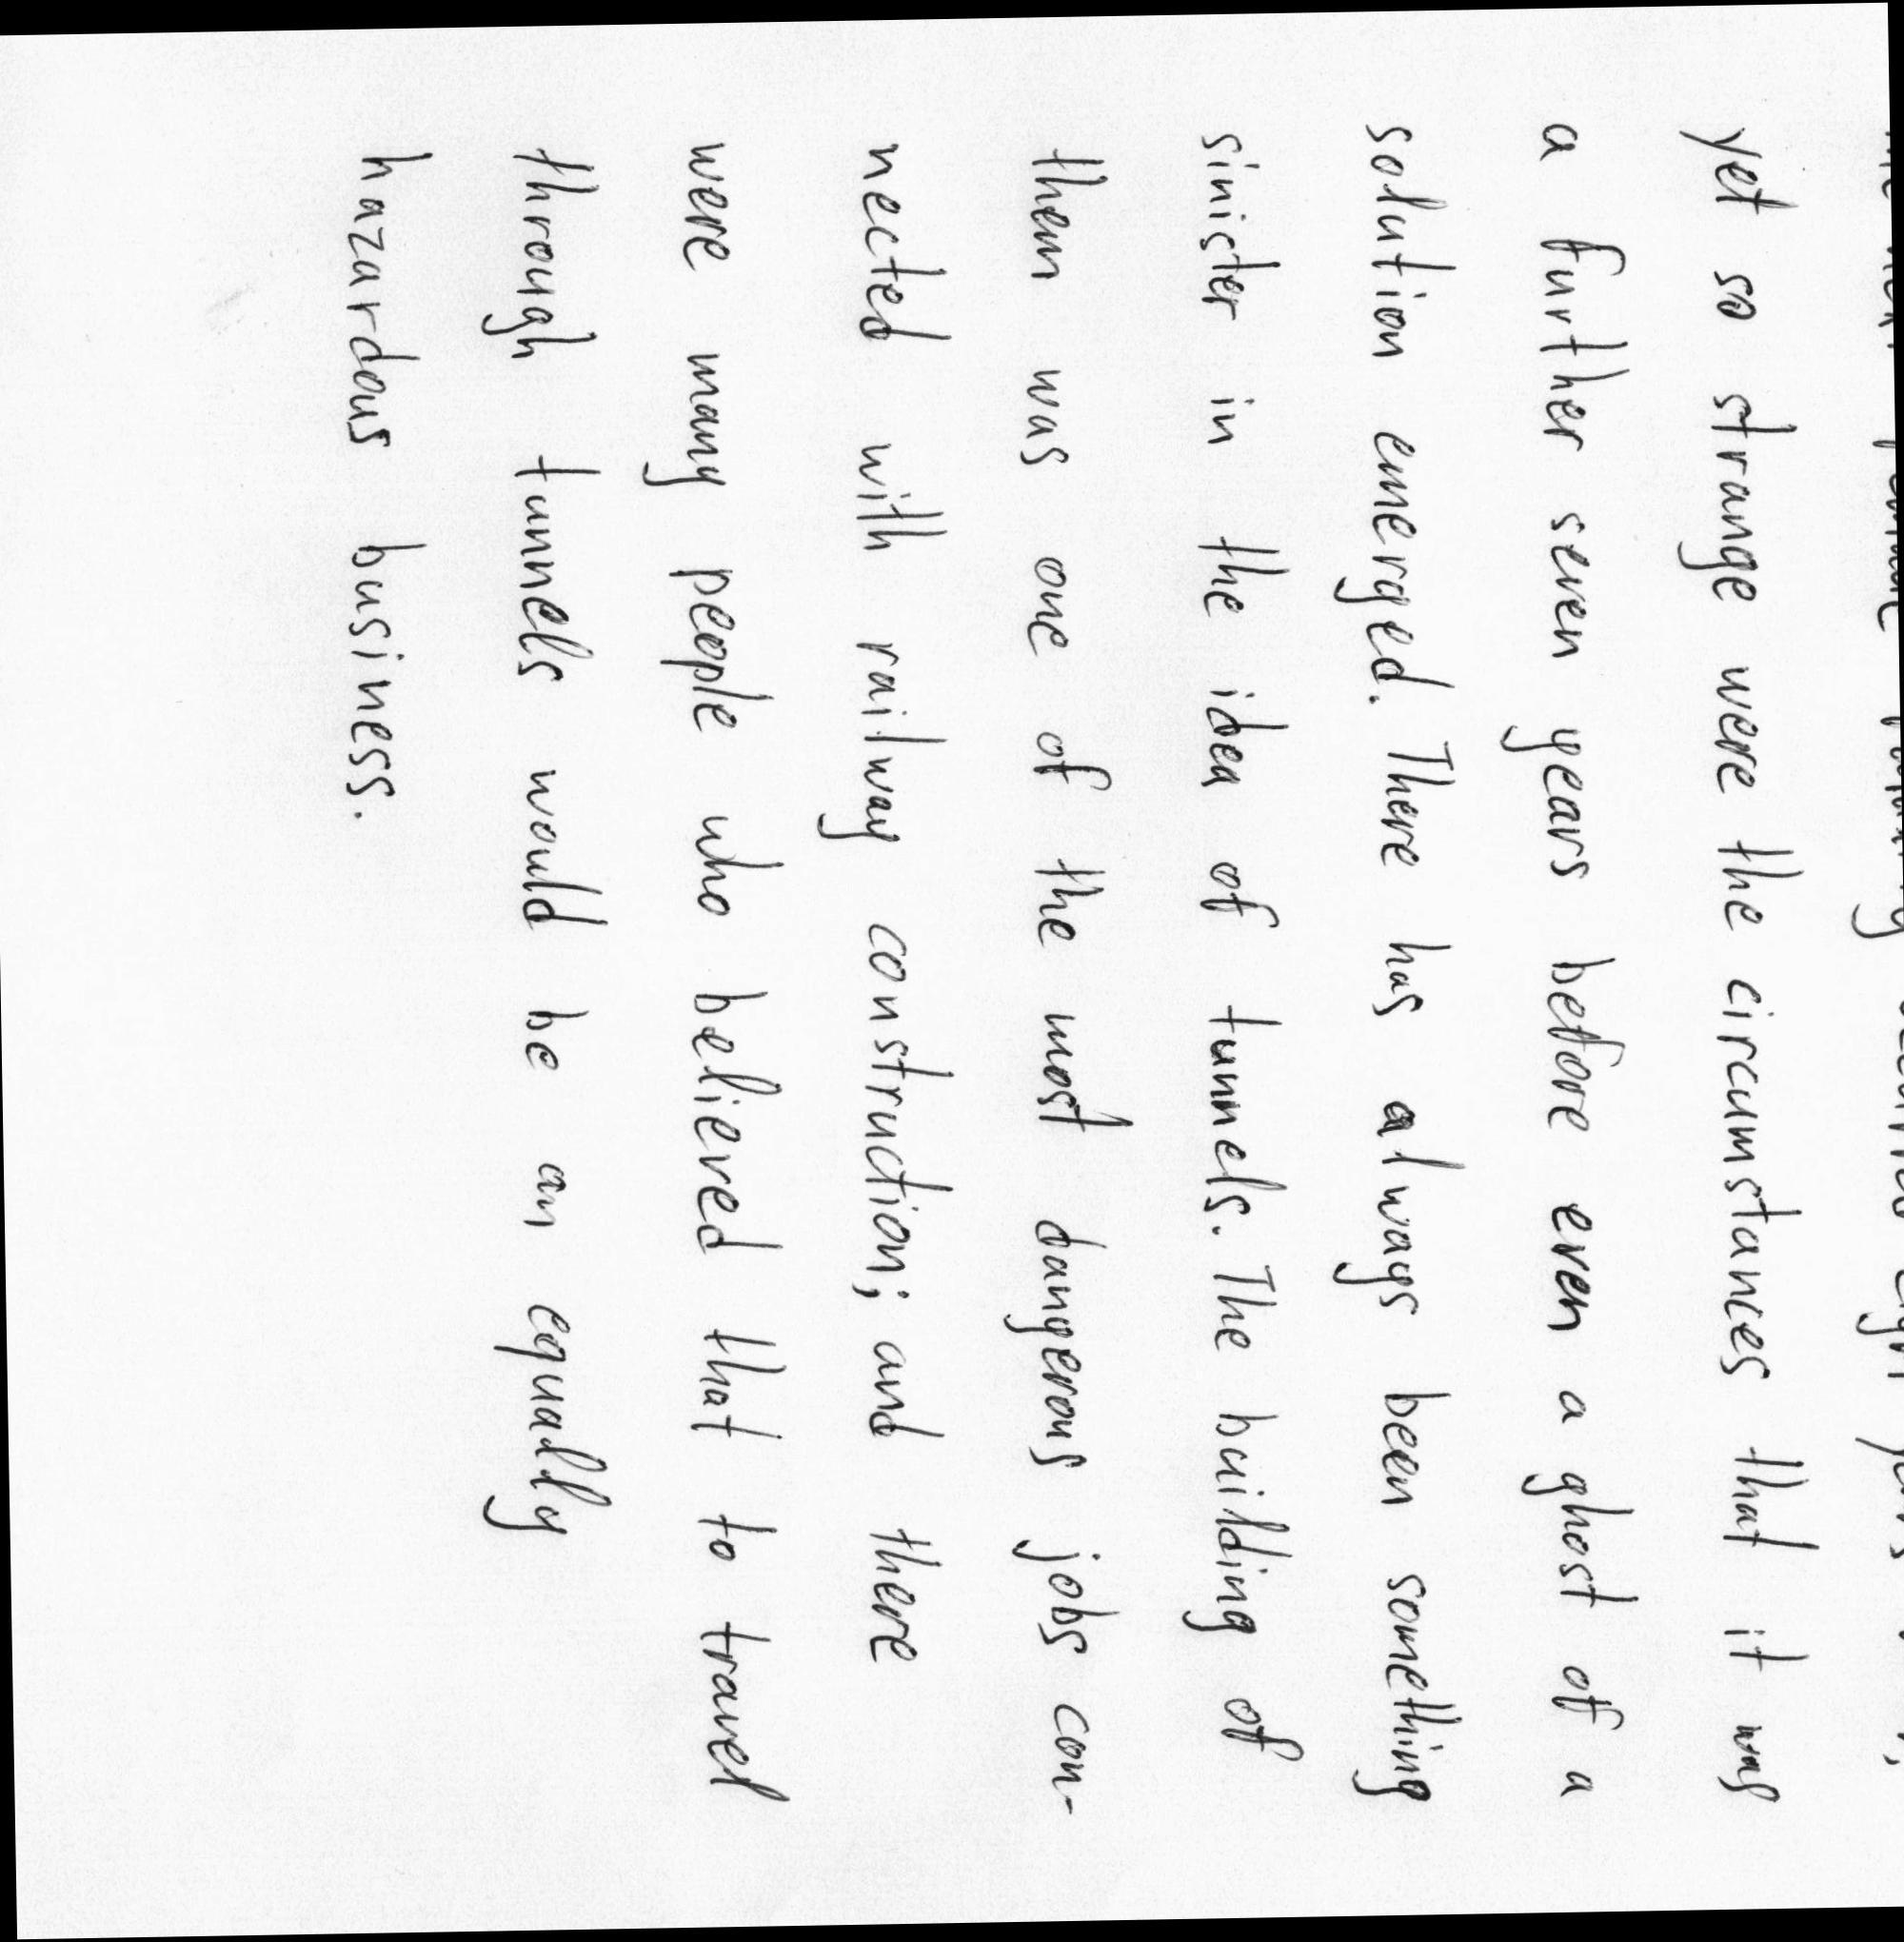 yet so strange were the circumstances that it was
a further seven years before even a ghost of a
solution emerged. There has always been something
sinister in the idea of tunnels. The building of
them was one of the most dangerous jobs con-
nected with railway construction; and there
were many people who believed that to travel
through tunnels would be an equally
hazardous business.